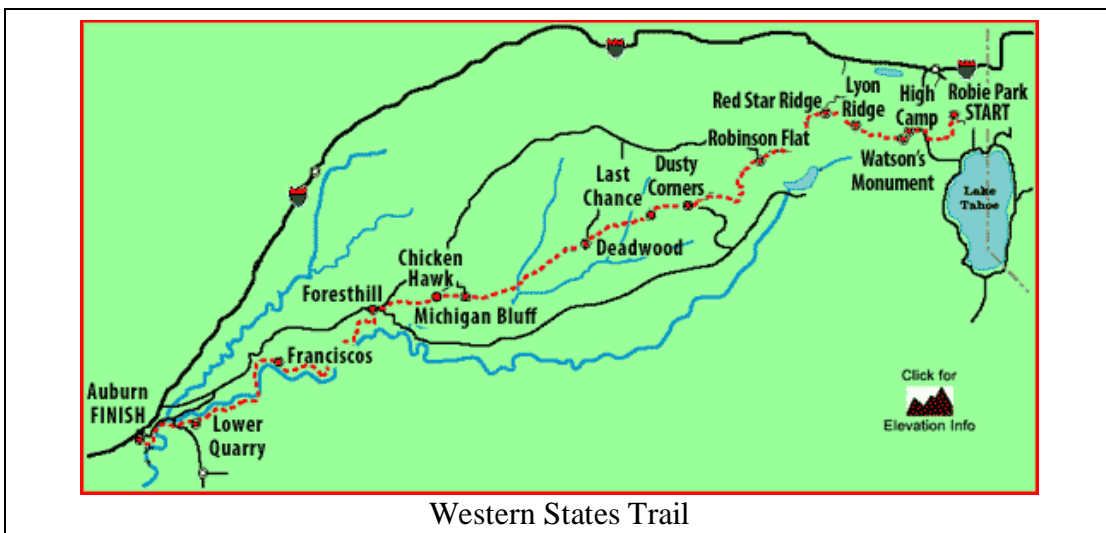 Robie Park
START
High
Camp
Lyon
Ridge
Red Star Ridge
Watson's
Monument
Robinson Flat
Lake
Tahoe
Dusty
Corners
Last
Chance
Deadwood
Chicken
Hawk
Michigan Bluff
Foresthill
Franciscos
Auburn
FINISH
Lower
Quarry
Click for
Elevation Info
Western States Trail